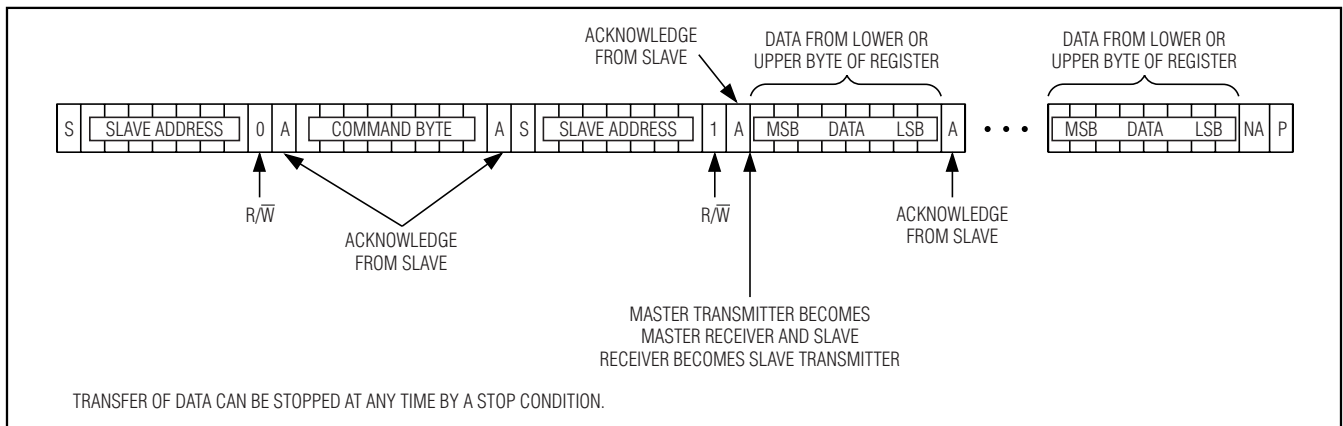 ACKNOWLEDGE
FROM SLAVE
DATA FROM LOWER OR
UPPER BYTE OF REGISTER
DATA FROM LOWER OR
UPPER BYTE OF REGISTER
S SLAVE ADDRESS 0 A COMMAND BYTE A S SLAVE ADDRESS 1 A MSB DATA LSB A • • • MSB DATA LSB NA P
R/W̅
ACKNOWLEDGE
FROM SLAVE
R/W̅
ACKNOWLEDGE
FROM SLAVE
MASTER TRANSMITTER BECOMES
MASTER RECEIVER AND SLAVE
RECEIVER BECOMES SLAVE TRANSMITTER
TRANSFER OF DATA CAN BE STOPPED AT ANY TIME BY A STOP CONDITION.